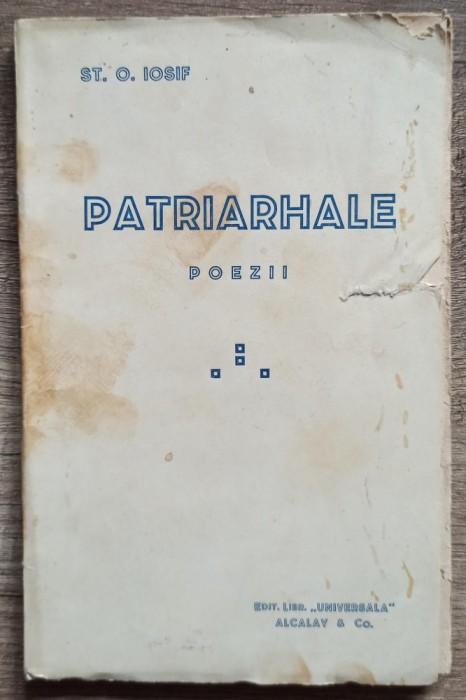 ST. O. IOSIF
PATRIARHALE
POEZII
EDIT. LIBR. „UNIVERSALA"
ALCALAY & Co.